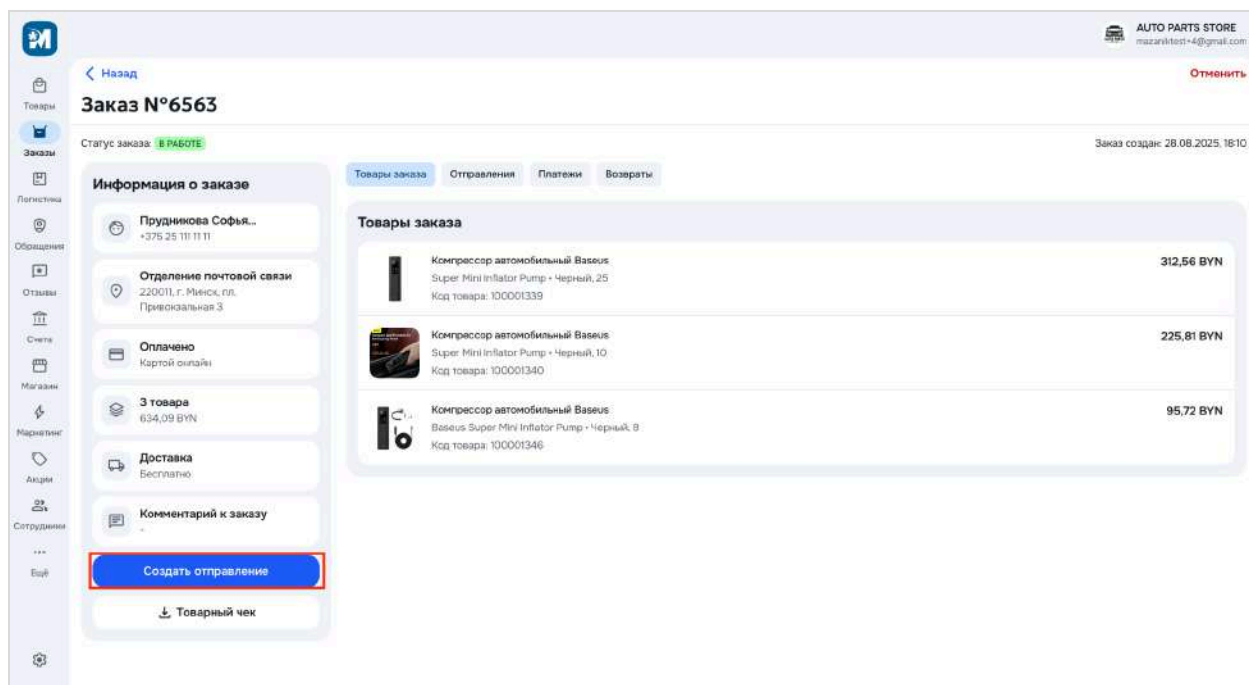 AUTO PARTS STORE
mazaniktest+4@gmail.com
Назад
Отменить
Заказ №6563
Статус заказа: В РАБОТЕ
Заказ создан: 28.08.2025, 18:10
Товары
Заказы
Логистика
Обращения
Отзывы
Счета
Магазин
Маркетинг
Акции
Сотрудники
Ещё
Информация о заказе
Прудникова Софья...
+375 25 111 11 11
Отделение почтовой связи
220011, г. Минск, пл.
Привокзальная 3
Оплачено
Картой онлайн
3 товара
634,09 BYN
Доставка
Бесплатно
Комментарий к заказу
-
Создать отправление
Товарный чек
Товары заказа
Отправления
Платежи
Возвраты
Товары заказа
Компрессор автомобильный Baseus
312,56 BYN
Super Mini Inflator Pump • Черный, 25
Код товара: 100001339
Компрессор автомобильный Baseus
225,81 BYN
Super Mini Inflator Pump • Черный, 10
Код товара: 100001340
Компрессор автомобильный Baseus
95,72 BYN
Baseus Super Mini Inflator Pump • Черный, 8
Код товара: 100001346